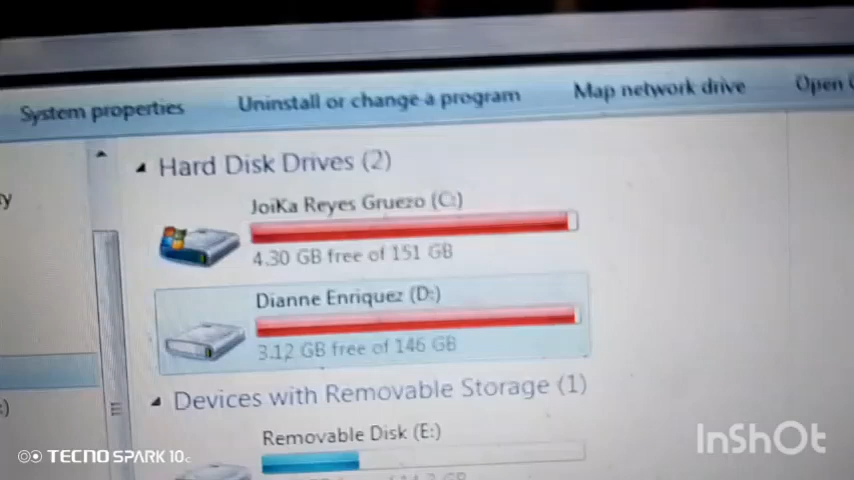 System properties Uninstall or change a program Map network drive Open
Hard Disk Drives (2)
JoiKa Reyes Gruezo (C:)
4.30 GB free of 151 GB
Dianne Enriquez (D:)
3.12 GB free of 146 GB
Devices with Removable Storage (1)
Removable Disk (E:)
InShOt
TECNO SPARK 10C